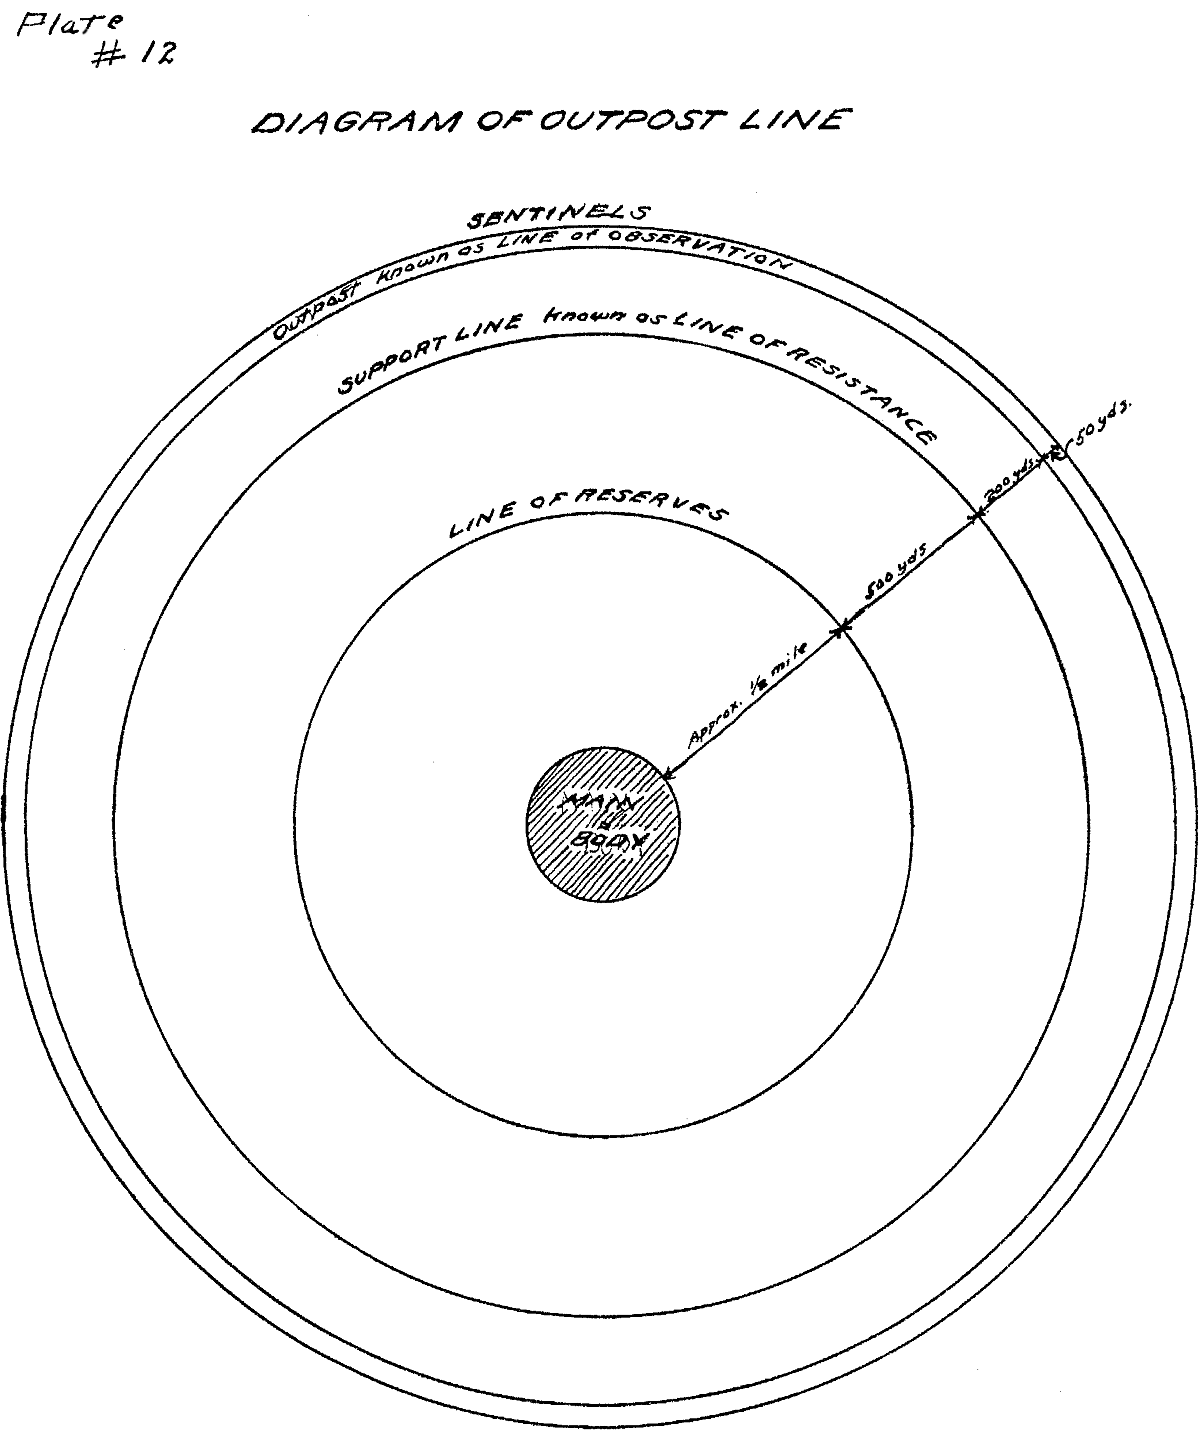 Plate
# 12
DIAGRAM OF OUTPOST LINE
SENTINELS
Outpost known as LINE of OBSERVATION
SUPPORT LINE known as LINE OF RESISTANCE
50 yds.
200 yds
LINE OF RESERVES
500 yds
Approx. 1/2 mile
MAIN
BODY